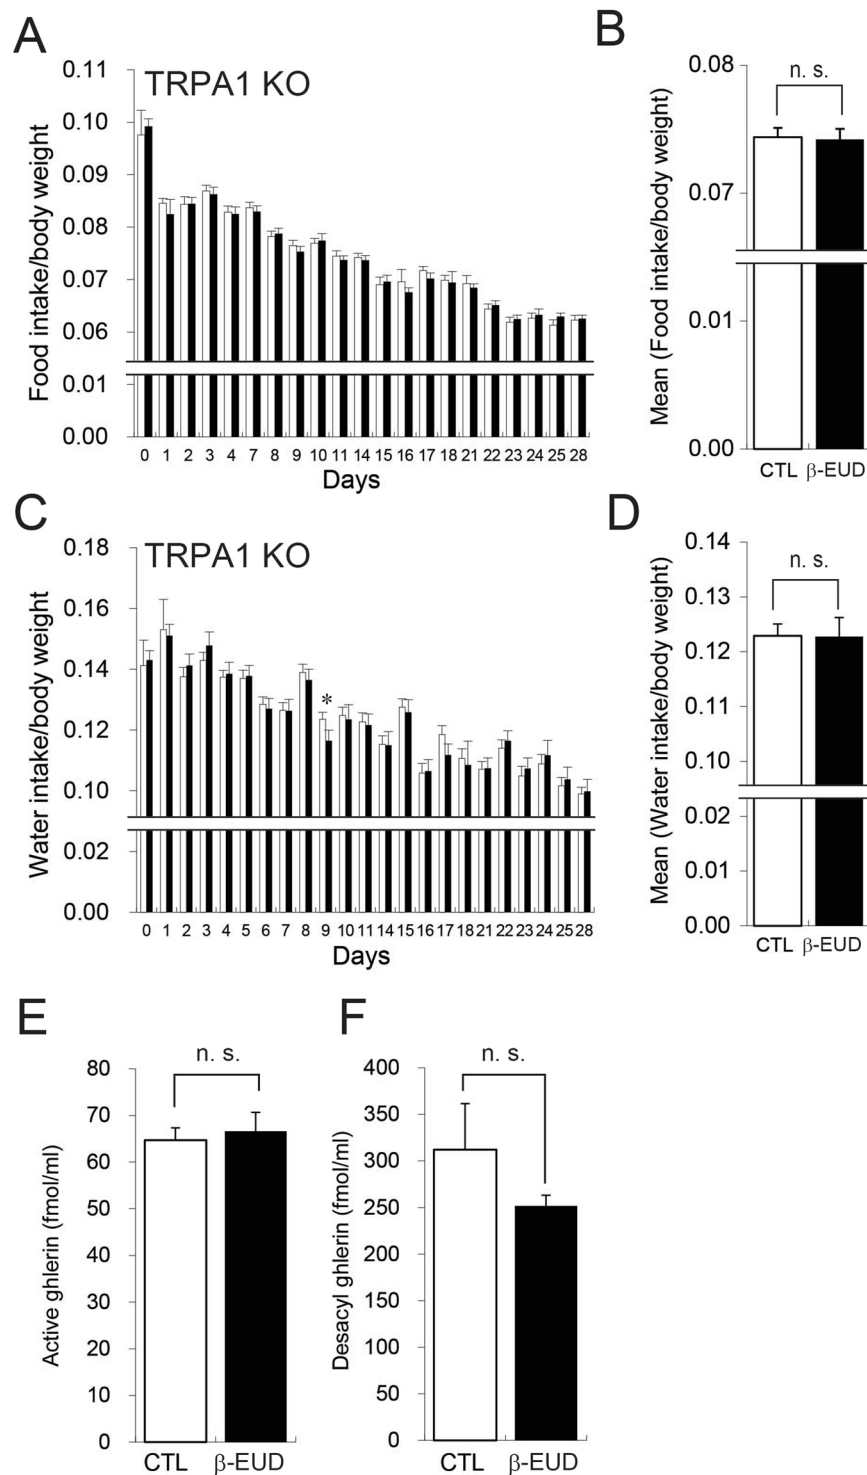 A
TRPA1 KO
Food intake/body weight
0.11
0.10
0.09
0.08
0.07
0.06
0.01
0.00
0 1 2 3 4 7 8 9 10 11 14 15 16 17 18 21 22 23 24 25 28
Days
B
Mean (Food intake/body weight)
0.08
0.07
0.01
0.00
n. s.
CTL β-EUD
C
TRPA1 KO
Water intake/body weight
0.18
0.16
0.14
0.12
0.10
0.02
0.00
*
0 1 2 3 4 5 6 7 8 9 10 11 14 15 16 17 18 21 22 23 24 25 28
Days
D
Mean (Water intake/body weight)
0.14
0.13
0.12
0.11
0.10
0.02
0.01
0.00
n. s.
CTL β-EUD
E
Active ghlerin (fmol/ml)
80
70
60
50
40
30
20
10
0
n. s.
CTL β-EUD
F
Desacyl ghlerin (fmol/ml)
400
350
300
250
200
150
100
50
0
n. s.
CTL β-EUD